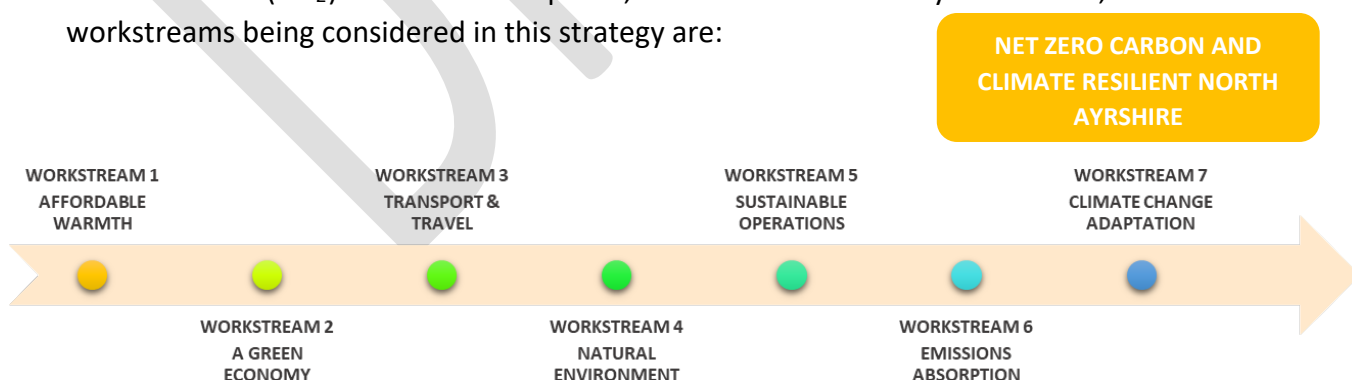 workstreams being considered in this strategy are:
NET ZERO CARBON AND
CLIMATE RESILIENT NORTH
AYRSHIRE
WORKSTREAM 1
AFFORDABLE
WARMTH
WORKSTREAM 3
TRANSPORT &
TRAVEL
WORKSTREAM 5
SUSTAINABLE
OPERATIONS
WORKSTREAM 7
CLIMATE CHANGE
ADAPTATION
WORKSTREAM 2
A GREEN
ECONOMY
WORKSTREAM 4
NATURAL
ENVIRONMENT
WORKSTREAM 6
EMISSIONS
ABSORPTION